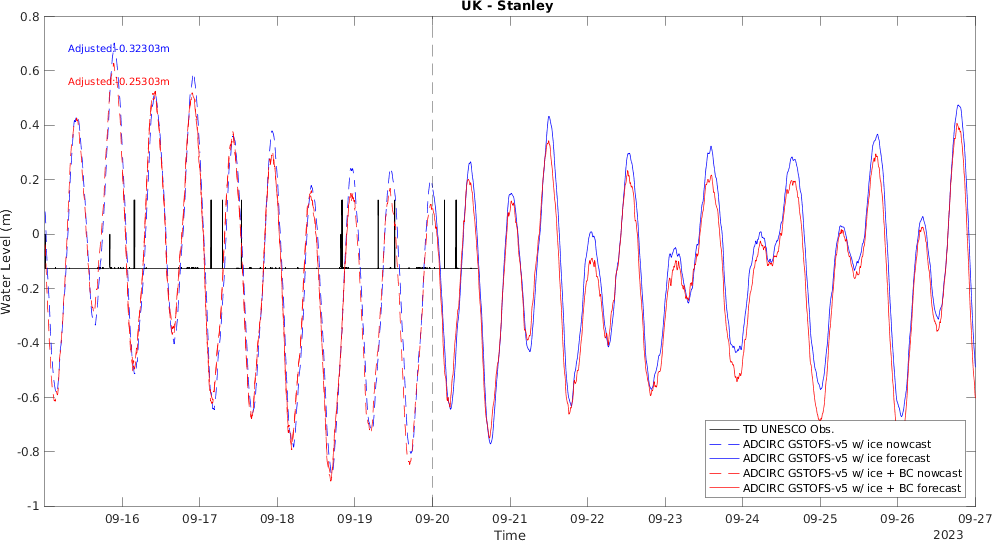 UK - Stanley
Adjusted:-0.32303m
Adjusted:-0.25303m
Water Level (m)
0.8
0.6
0.4
0.2
0
-0.2
-0.4
-0.6
-0.8
-1
TD UNESCO Obs.
ADCIRC GSTOFS-v5 w/ ice nowcast
ADCIRC GSTOFS-v5 w/ ice forecast
ADCIRC GSTOFS-v5 w/ ice + BC nowcast
ADCIRC GSTOFS-v5 w/ ice + BC forecast
09-16 09-17 09-18 09-19 09-20 09-21 09-22 09-23 09-24 09-25 09-26 09-27
Time
2023